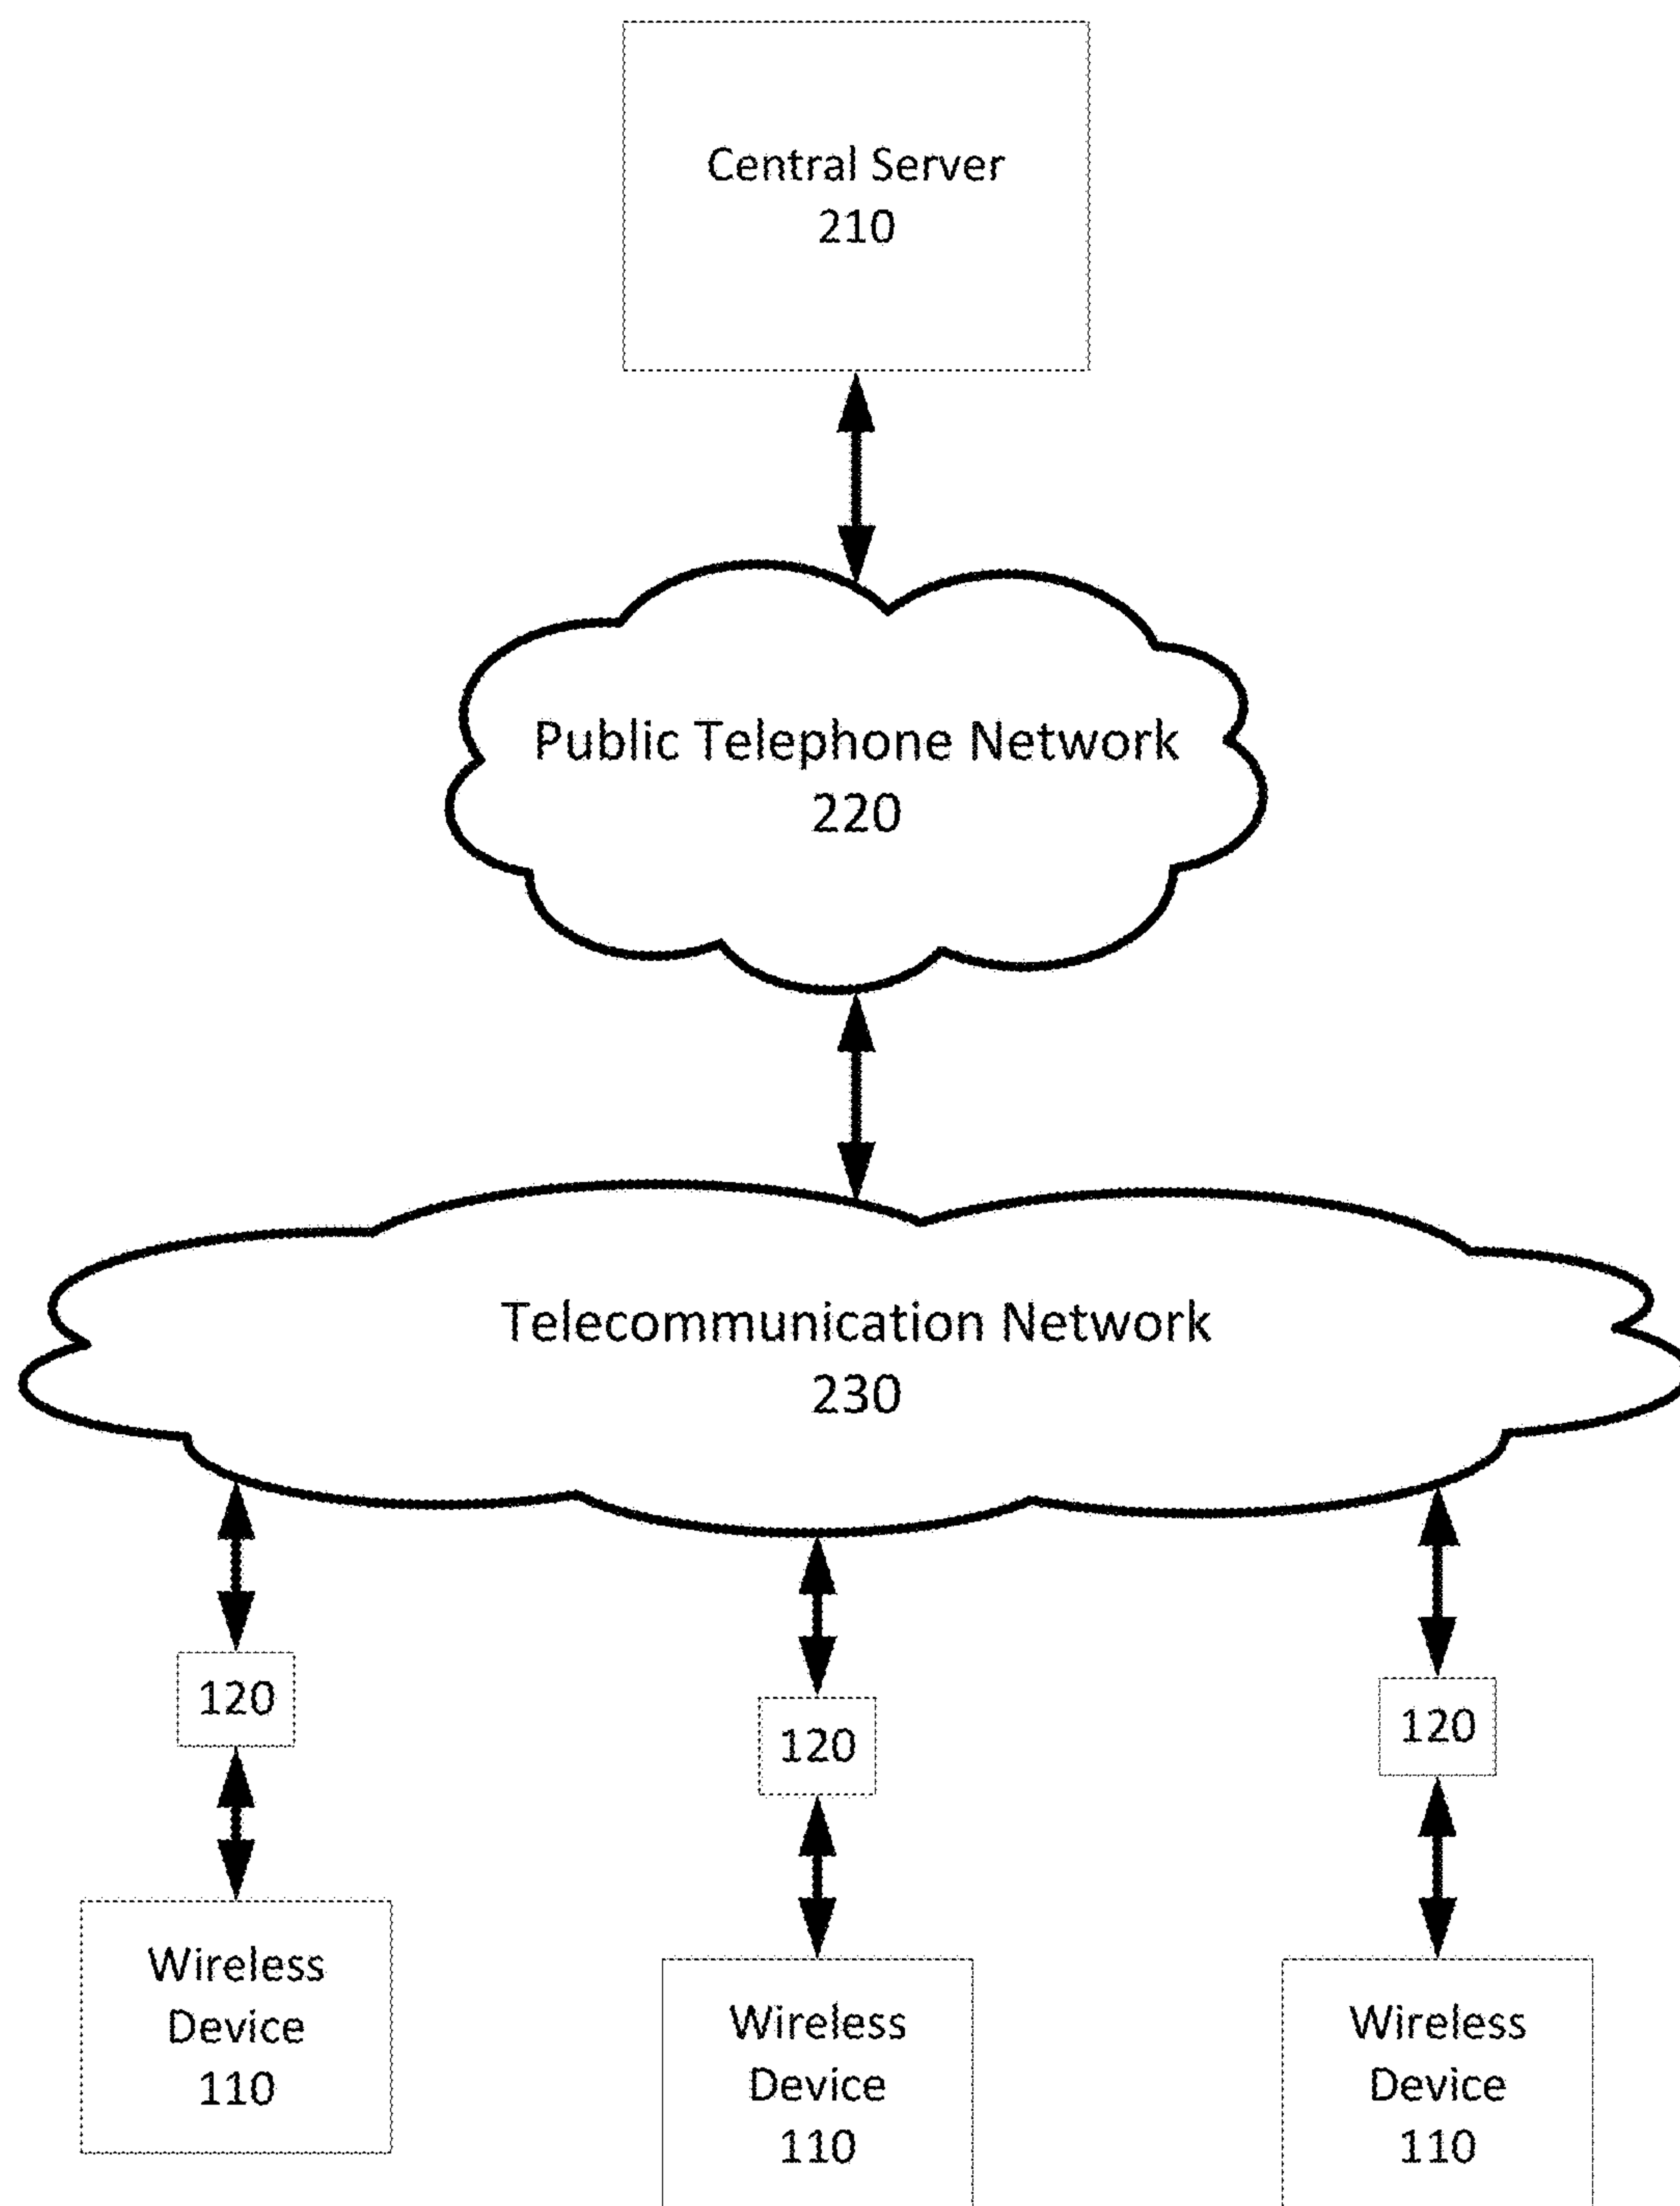 Central Server
210
Public Telephone Network
220
Telecommunication Network
230
120
120
120
Wireless
Device
110
Wireless
Device
110
Wireless
Device
110